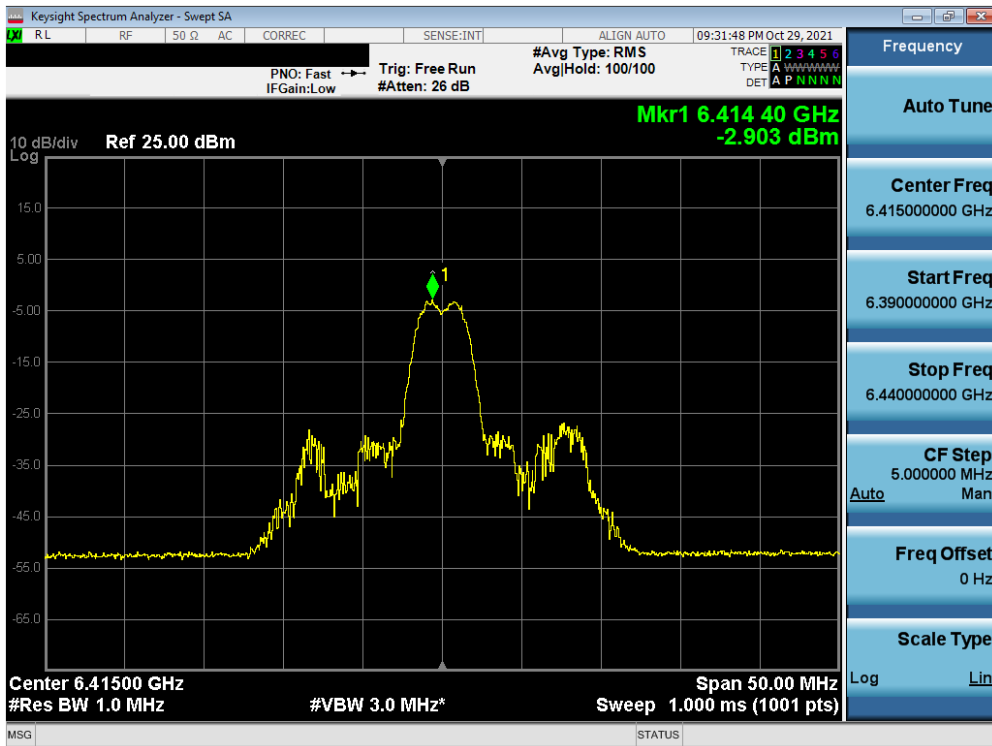 Keysight Spectrum Analyzer - Swept SA
LXI RL RF 50 Ω AC CORREC SENSE:INT ALIGN AUTO 09:31:48 PM Oct 29, 2021
PNO: Fast
IFGain:Low
Trig: Free Run
#Atten: 26 dB
#Avg Type: RMS
Avg|Hold: 100/100
TRACE 1 2 3 4 5 6
TYPE A WWWWW
DET A P N N N N
Mkr1 6.414 40 GHz
-2.903 dBm
10 dB/div Ref 25.00 dBm
Log
15.0
5.00
-5.00
-15.0
-25.0
-35.0
-45.0
-55.0
-65.0
1
Center 6.41500 GHz Span 50.00 MHz
#Res BW 1.0 MHz #VBW 3.0 MHz* Sweep 1.000 ms (1001 pts)
MSG STATUS
Frequency
Auto Tune
Center Freq
6.415000000 GHz
Start Freq
6.390000000 GHz
Stop Freq
6.440000000 GHz
CF Step
5.000000 MHz
Auto Man
Freq Offset
0 Hz
Scale Type
Log Lin